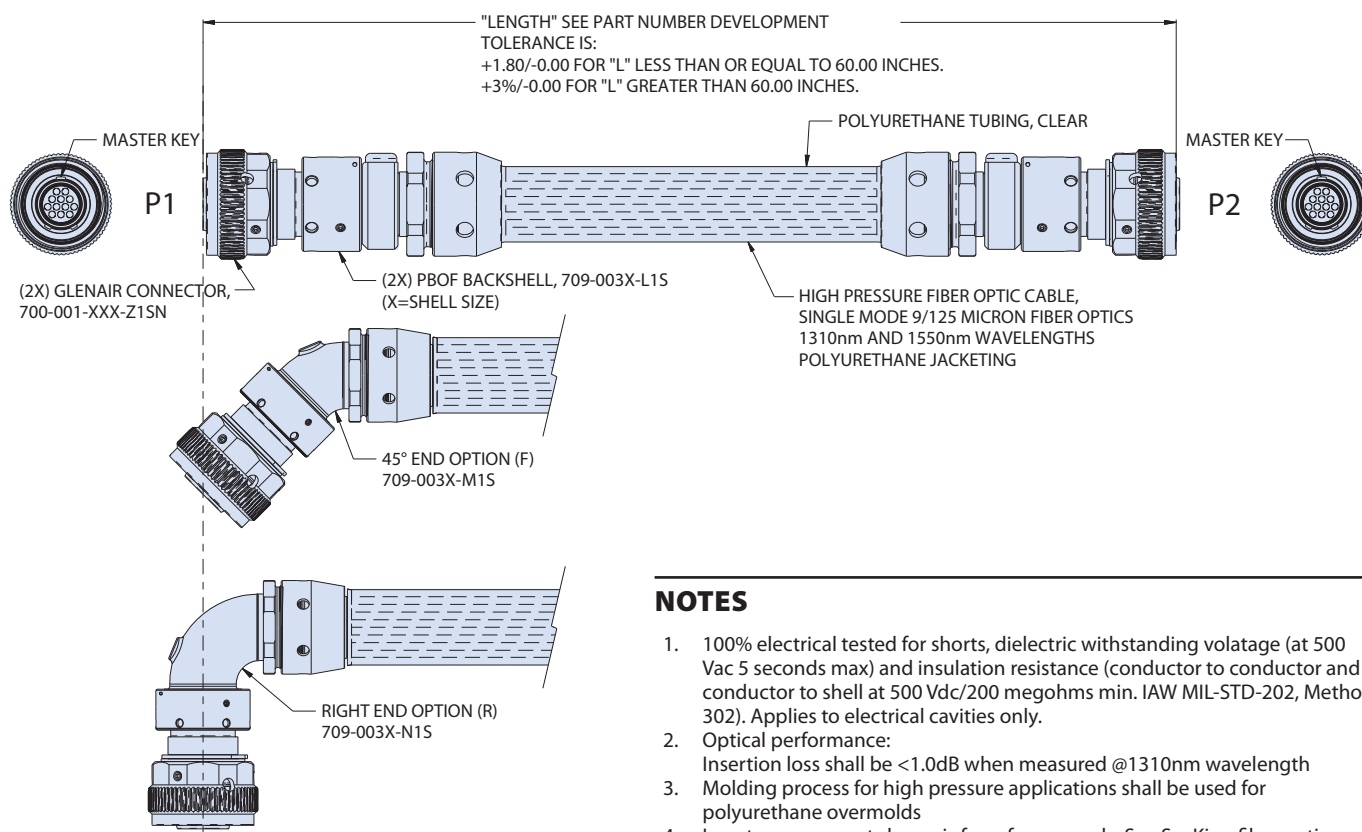 "LENGTH" SEE PART NUMBER DEVELOPMENT
TOLERANCE IS:
+1.80/-0.00 FOR "L" LESS THAN OR EQUAL TO 60.00 INCHES.
+3%/-0.00 FOR "L" GREATER THAN 60.00 INCHES.
POLYURETHANE TUBING, CLEAR
MASTER KEY
MASTER KEY
P1
P2
(2X) GLENAIR CONNECTOR,
700-001-XXX-Z1SN
(2X) PBOF BACKSHELL, 709-003X-L1S
(X=SHELL SIZE)
HIGH PRESSURE FIBER OPTIC CABLE,
SINGLE MODE 9/125 MICRON FIBER OPTICS
1310nm AND 1550nm WAVELENGTHS
POLYURETHANE JACKETING
45° END OPTION (F)
709-003X-M1S
RIGHT END OPTION (R)
709-003X-N1S
NOTES
1. 100% electrical tested for shorts, dielectric withstanding volatage (at 500
Vac 5 seconds max) and insulation resistance (conductor to conductor and
conductor to shell at 500 Vdc/200 megohms min. IAW MIL-STD-202, Metho
302). Applies to electrical cavities only.
2. Optical performance:
Insertion loss shall be <1.0dB when measured @1310nm wavelength
3. Molding process for high pressure applications shall be used for
polyurethane overmolds